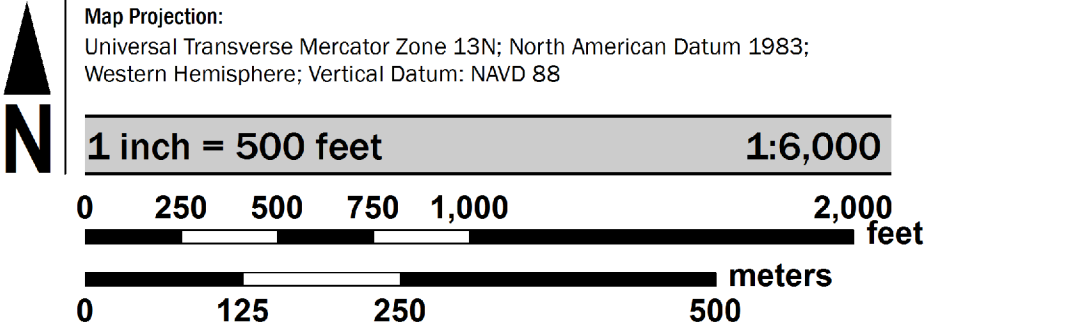 N
Map Projection:
Universal Transverse Mercator Zone 13N; North American Datum 1983;
Western Hemisphere; Vertical Datum: NAVD 88
1 inch = 500 feet 1:6,000
0 250 500 750 1,000 2,000
feet
meters
0 125 250 500